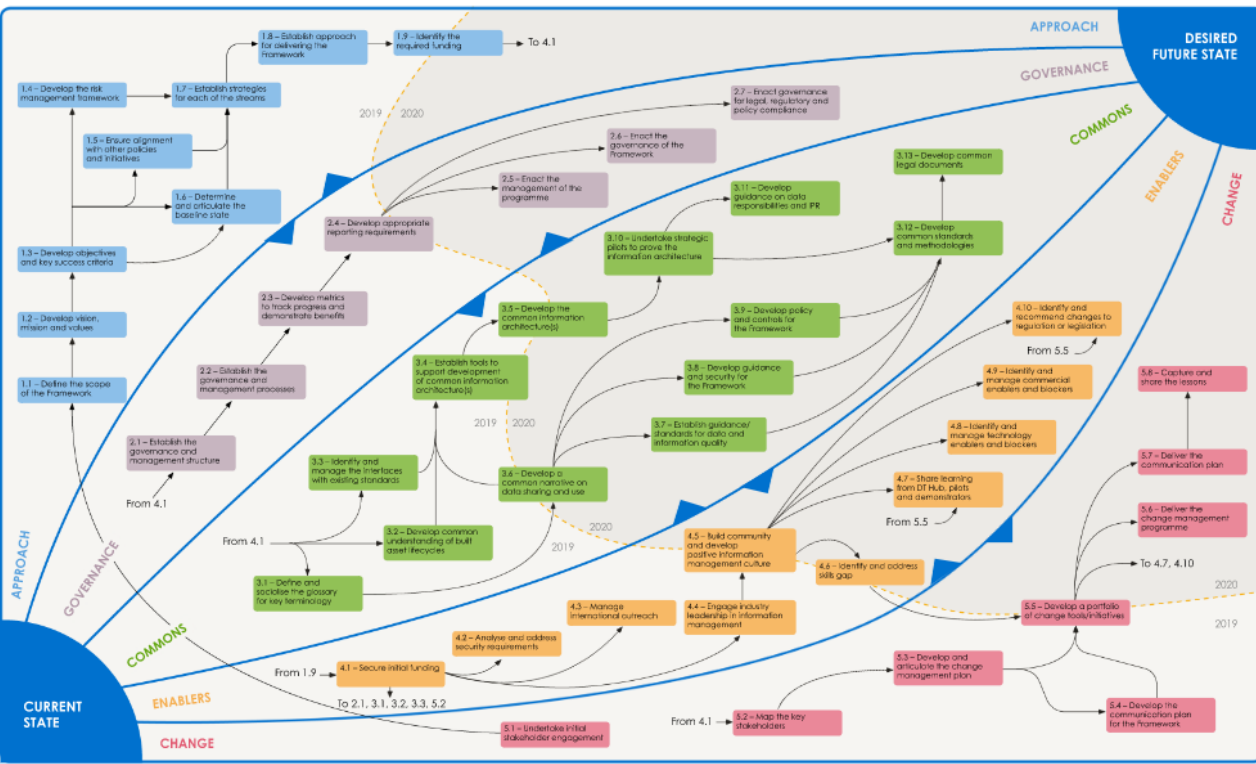 APPROACH
DESIRED
FUTURE STATE
GOVERNANCE
COMMONS
ENABLERS
CHANGE
1.8 – Establish approach
for delivering the
Framework
1.9 – Identify the
required funding
To 4.1
1.4 – Develop the risk
management framework
1.7 – Establish strategies
for each of the streams
2019
2020
1.5 – Ensure alignment
with other policies
and initiatives
1.6 – Determine
and articulate the
baseline state
1.3 – Develop objectives
and key success criteria
1.2 – Develop vision,
mission and values
1.1 – Define the scope
of the Framework
2.7 – Enact governance
for legal, regulatory and
policy compliance
2.6 – Enact the
governance of the
Framework
2.5 – Enact the
management of the
programme
2.4 – Develop appropriate
reporting requirements
2.3 – Develop metrics
to track progress and
demonstrate benefits
2.2 – Establish the
governance and
management processes
2.1 – Establish the
governance and
management structure
From 4.1
3.13 – Develop common
legal documents
3.11 – Develop
guidance on data
responsibilities and IPR
3.12 – Develop
common standards
and methodologies
3.10 – Undertake strategic
pilots to prove the
information architecture
3.5 – Develop the
common information
architecture(s)
3.9 – Develop policy
and controls for
the Framework
3.4 – Establish tools to
support development
of common information
architecture(s)
3.8 – Develop guidance
and security for
the Framework
2019
2020
3.7 – Establish guidance/
standards for data and
information quality
3.3 – Identify and
manage the interfaces
with existing standards
3.6 – Develop a
common narrative on
data sharing and use
From 4.1
3.2 – Develop common
understanding of built
asset lifecycles
3.1 – Define and
socialise the glossary
for key terminology
2020
2019
4.10 – Identify and
recommend changes to
regulation or legislation
From 5.5
4.9 – Identify and
manage commercial
enablers and blockers
4.8 – Identify and
manage technology
enablers and blockers
4.7 – Share learning
from DT Hub, pilots
and demonstrators
From 5.5
4.5 – Build community
and develop
positive information
management culture
4.6 – Identify and address
skills gap
4.3 – Manage
international outreach
4.4 – Engage industry
leadership in information
management
4.2 – Analyse and address
security requirements
From 1.9
4.1 – Secure initial funding
To 2.1, 3.1, 3.2, 3.3, 5.2
5.8 – Capture and
share the lessons
5.7 – Deliver the
communication plan
5.6 – Deliver the
change management
programme
To 4.7, 4.10
2020
2019
5.5 – Develop a portfolio
of change tools/initiatives
5.3 – Develop and
articulate the change
management plan
5.4 – Develop the
communication plan
for the Framework
From 4.1
5.2 – Map the key
stakeholders
5.1 – Undertake initial
stakeholder engagement
APPROACH
GOVERNANCE
COMMONS
ENABLERS
CHANGE
CURRENT
STATE